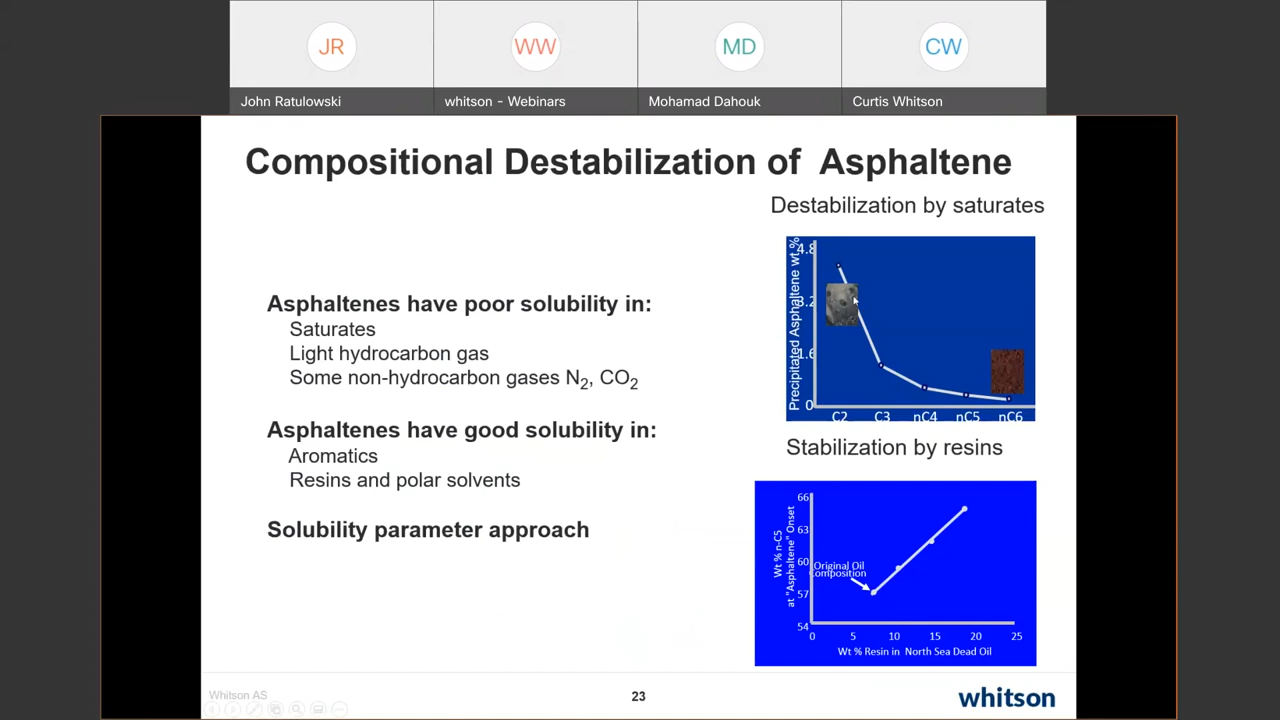 JR
WW
MD
CW
John Ratulowski
whitson - Webinars
Mohamad Dahouk
Curtis Whitson
Compositional Destabilization of Asphaltene
Destabilization by saturates
Precipitated Asphaltene wt %
4.8
3.2
1.6
0
C2 C3 nC4 nC5 nC6
Asphaltenes have poor solubility in:
Saturates
Light hydrocarbon gas
Some non-hydrocarbon gases N2, CO2
Asphaltenes have good solubility in:
Aromatics
Resins and polar solvents
Solubility parameter approach
Stabilization by resins
Wt % n-C5
at "Asphaltene" Onset
66
63
60
57
54
Original Oil
Composition
0 5 10 15 20 25
Wt % Resin in North Sea Dead Oil
Whitson AS
23
whitson